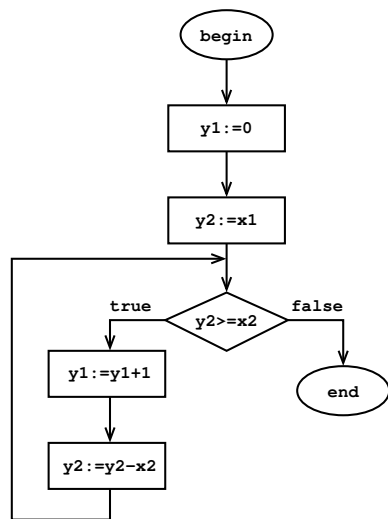 begin
y1:=0
y2:=x1
true
false
y2>=x2
y1:=y1+1
end
y2:=y2-x2